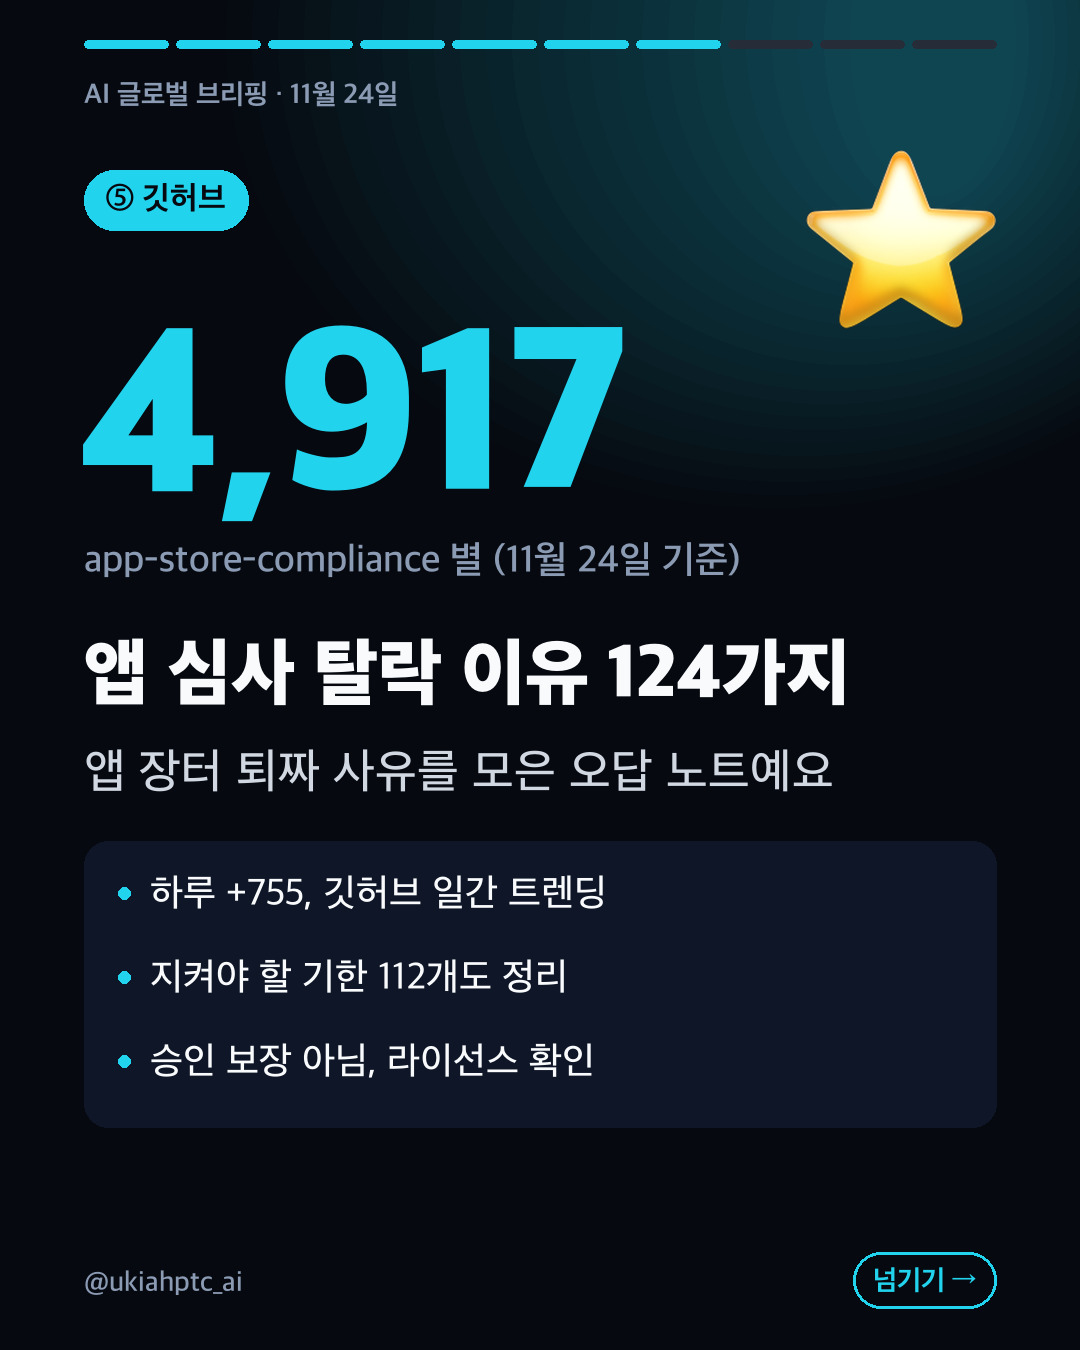 AI 글로벌 브리핑 · 11월 24일
⑤ 깃허브
4,917
app-store-compliance 별 (11월 24일 기준)
앱 심사 탈락 이유 124가지
앱 장터 퇴짜 사유를 모은 오답 노트예요
• 하루 +755, 깃허브 일간 트렌딩
• 지켜야 할 기한 112개도 정리
• 승인 보장 아님, 라이선스 확인
@ukiahptc_ai
넘기기 →